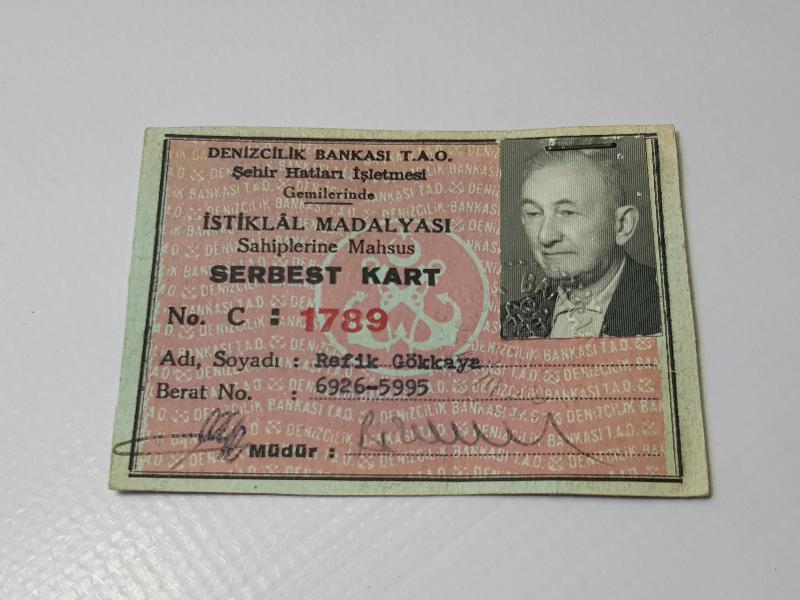 DENİZCİLİK BANKASI T.A.O.
Şehir Hatları İşletmesi
Gemilerinde
İSTİKLÂL MADALYASI
Sahiplerine Mahsus
SERBEST KART
No. C : 1789
Adı, Soyadı : Refik Gökkaya
Berat No. : 6926-5995
Müdür :